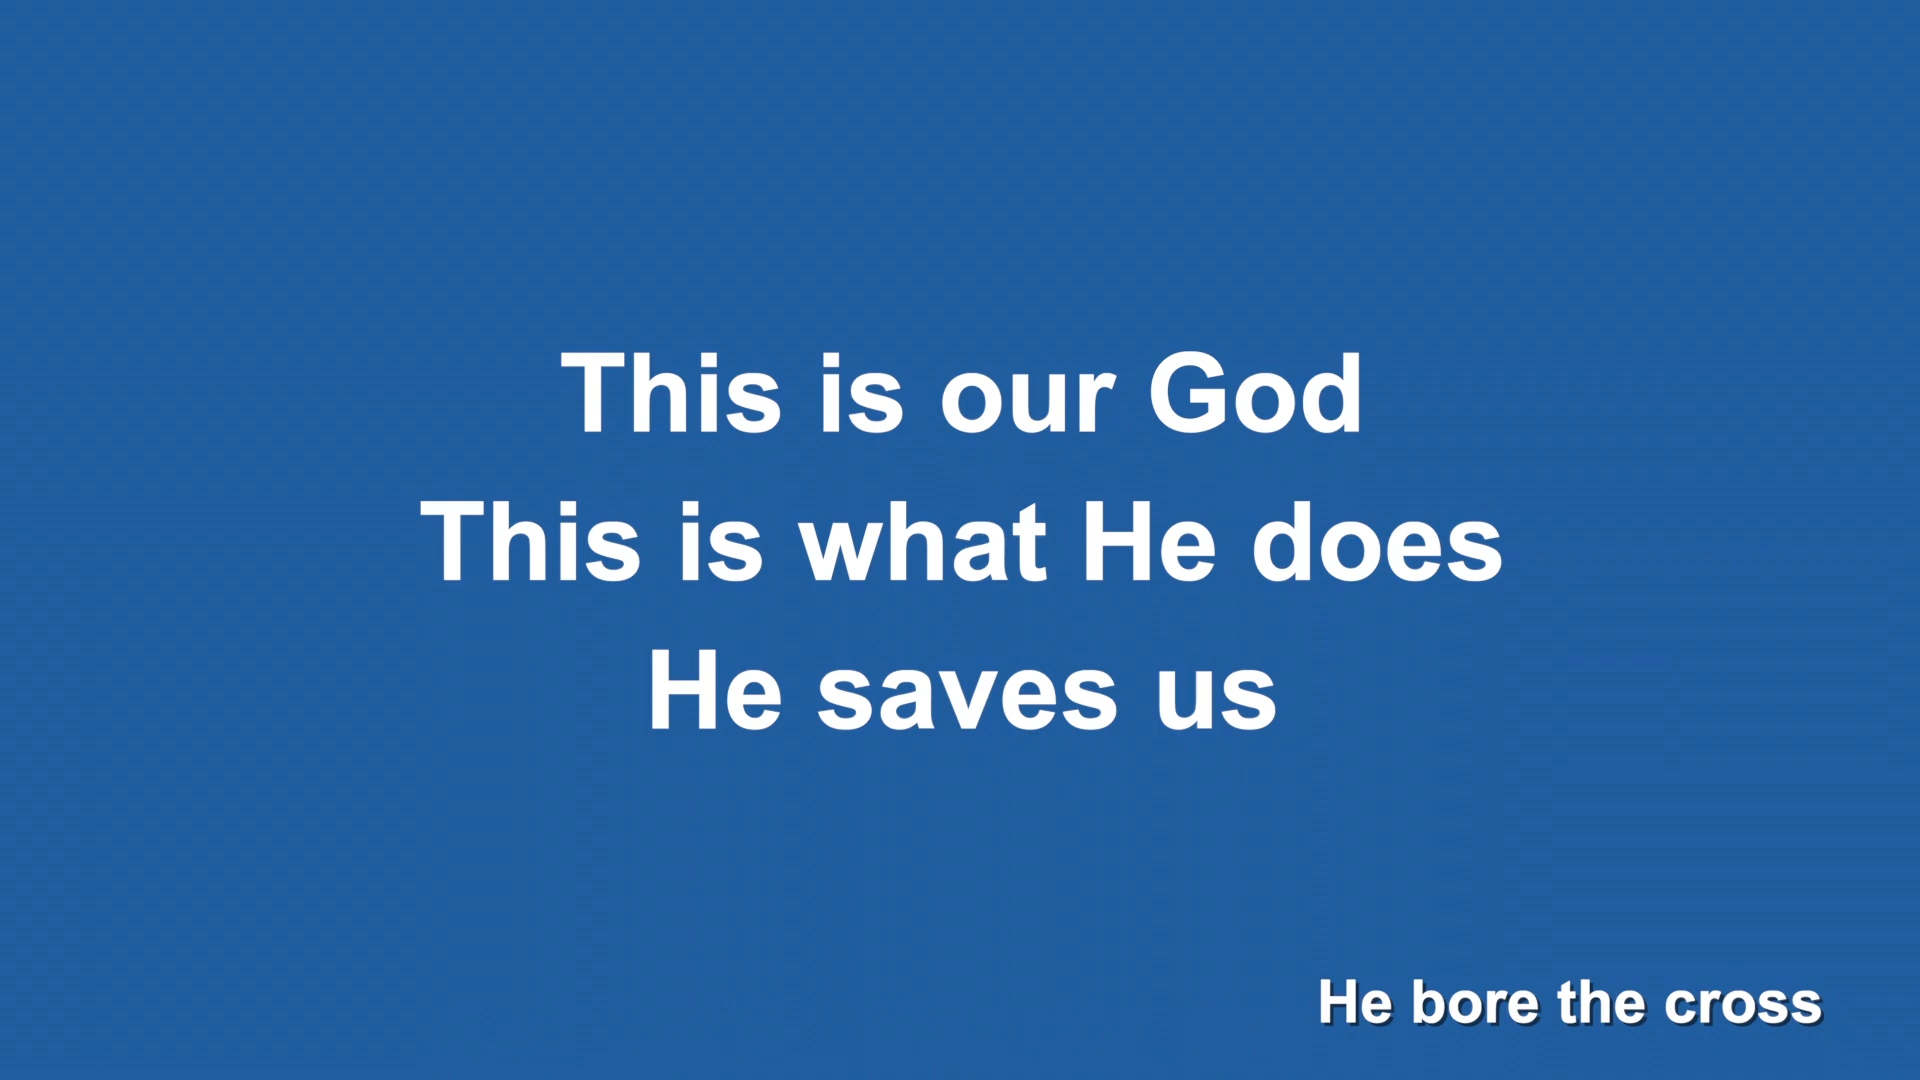 This is our God
This is what He does
He saves us
He bore the cross